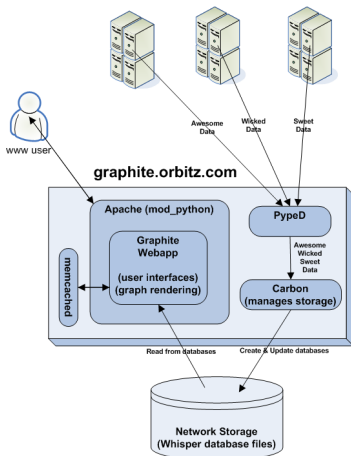 Awesome
Data
Wicked
Data
Sweet
Data
www user
graphite.orbitz.com
Apache (mod_python)
PypeD
Graphite
Webapp
(user interfaces)
(graph rendering)
memcached
Awesome
Wicked
Sweet
Data
Carbon
(manages storage)
Read from databases
Create & Update databases
Network Storage
(Whisper database files)